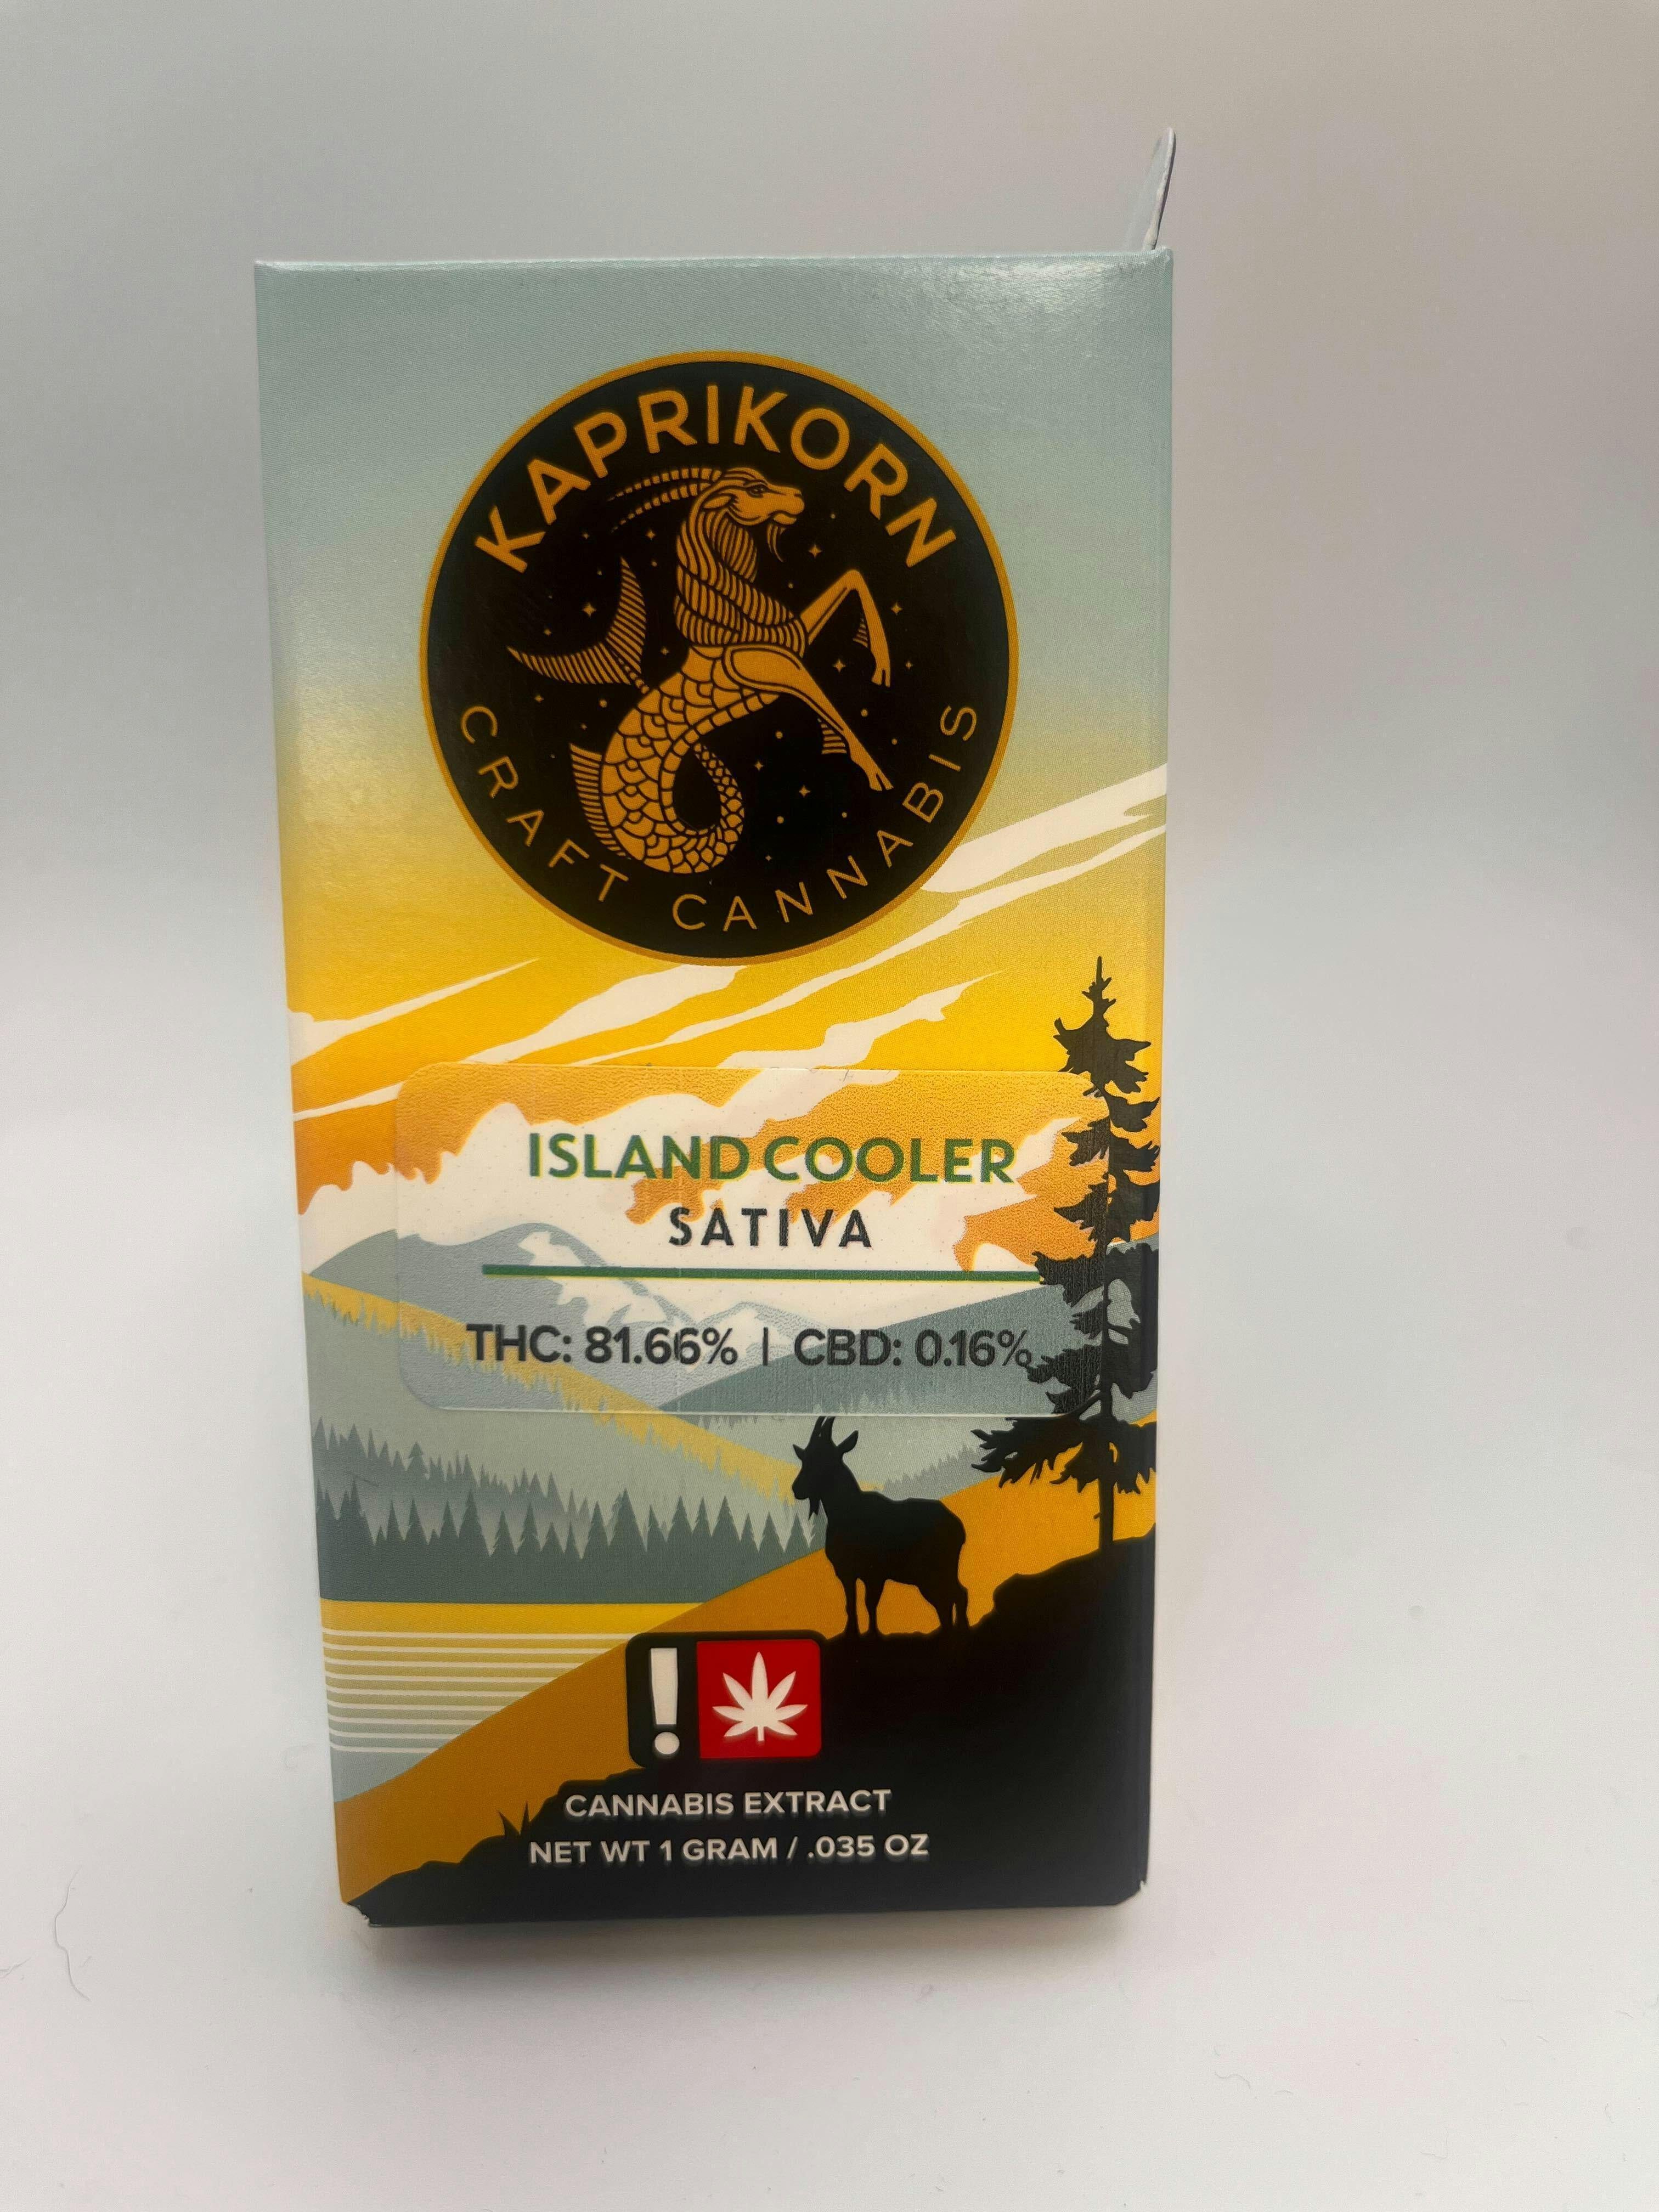 KAPRIKORN
CRAFT CANNABIS
ISLAND COOLER
SATIVA
THC: 81.66% | CBD: 0.16%
!
CANNABIS EXTRACT
NET WT 1 GRAM / .035 OZ